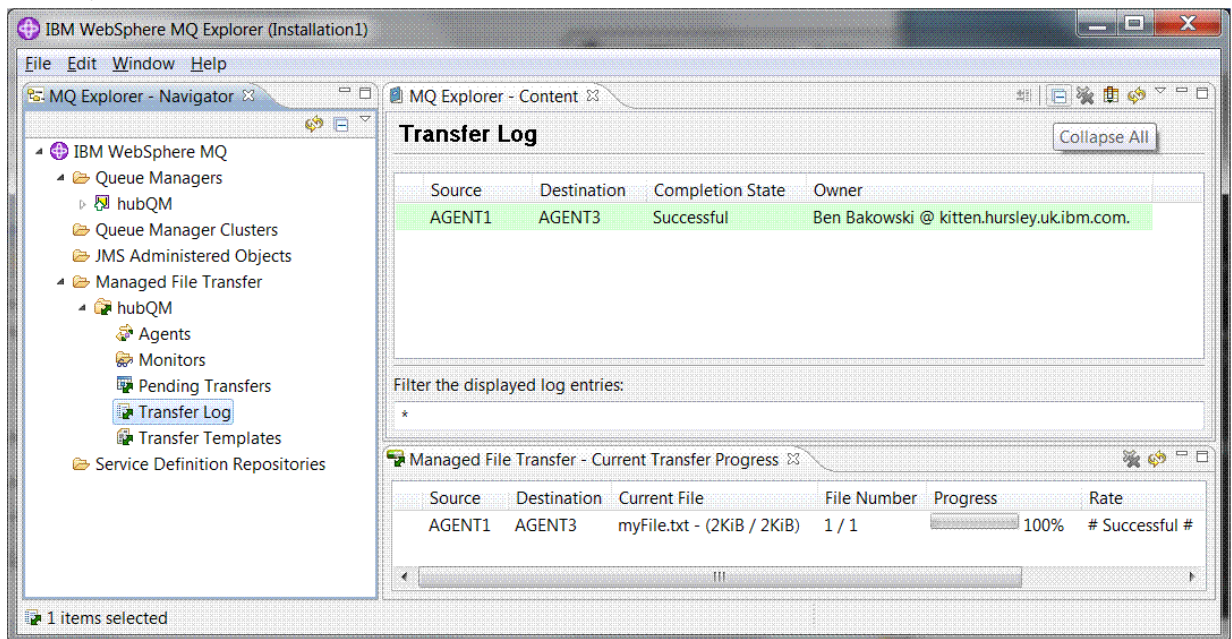 IBM WebSphere MQ Explorer (Installation1)
File Edit Window Help
MQ Explorer - Navigator
IBM WebSphere MQ
Queue Managers
hubQM
Queue Manager Clusters
JMS Administered Objects
Managed File Transfer
hubQM
Agents
Monitors
Pending Transfers
Transfer Log
Transfer Templates
Service Definition Repositories
MQ Explorer - Content
Collapse All
Transfer Log
Source Destination Completion State Owner
AGENT1 AGENT3 Successful Ben Bakowski @ kitten.hursley.uk.ibm.com.
Filter the displayed log entries:
*
Managed File Transfer - Current Transfer Progress
Source Destination Current File File Number Progress Rate
AGENT1 AGENT3 myFile.txt - (2KiB / 2KiB) 1 / 1 100% # Successful #
1 items selected